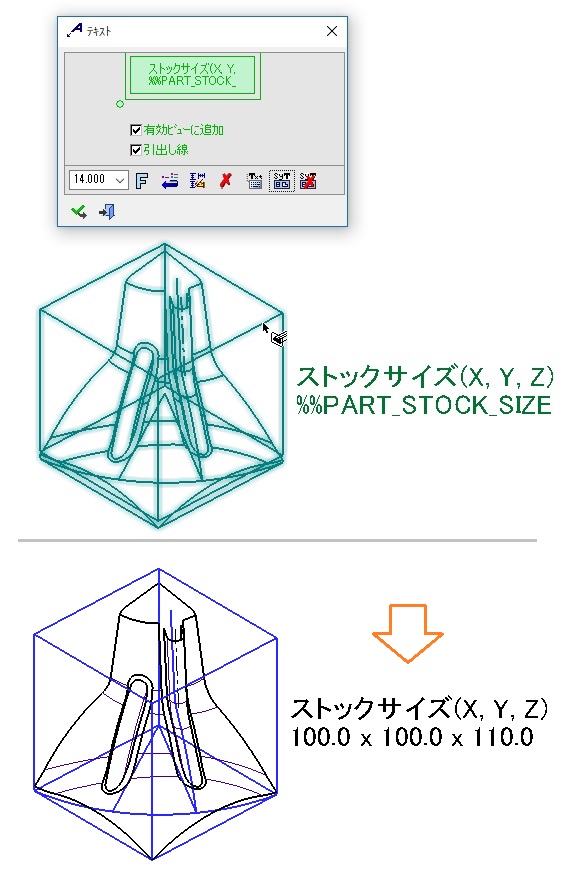 テキスト
ストックサイズ(X, Y,
%%PART_STOCK_
有効ビューに追加
引出し線
14.000
ストックサイズ(X, Y, Z)
%%PART_STOCK_SIZE
ストックサイズ(X, Y, Z)
100.0 x 100.0 x 110.0